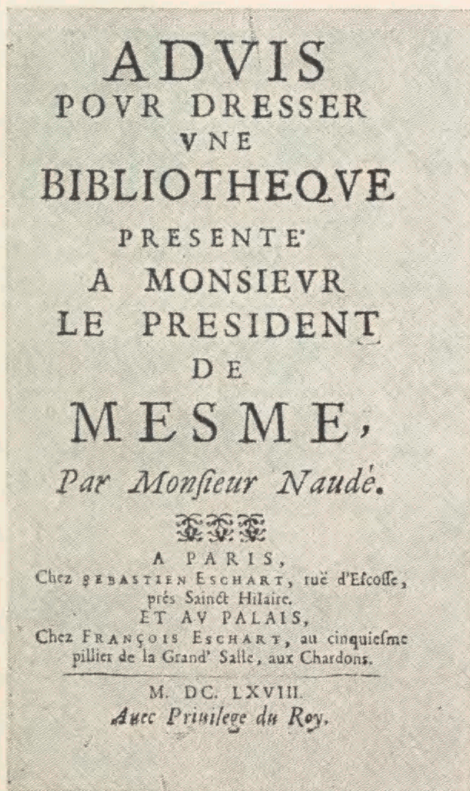 ADVIS
POVR DRESSER
VNE
BIBLIOTHEQVE
PRESENTE'
A MONSIEVR
LE PRESIDENT
DE
MESME,
Par Monſieur Naudé.
A PARIS,
Chez SEBASTIEN ESCHART, ruë d'Eſcoſſe,
prés Sainct Hilaire.
ET AV PALAIS,
Chez FRANÇOIS ESCHART, au cinquieſme
pillier de la Grand' Salle, aux Chardons.
M. DC. LXVIII.
Auec Priuilege du Roy.